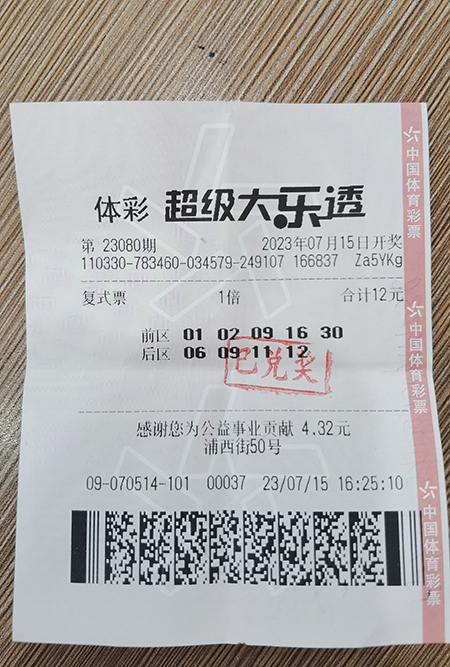 体彩 超级大乐透
第 23080期 2023年07月15日开奖
110330-783460-034579-249107 166837 Za5YKg
复式票 1倍 合计12元
前区 01 02 09 16 30
后区 06 09 11 12
已兑奖
感谢您为公益事业贡献 4.32元
浦西街50号
09-070514-101 00037 23/07/15 16:25:10
中国体育彩票
中国体育彩票
中国体育彩票